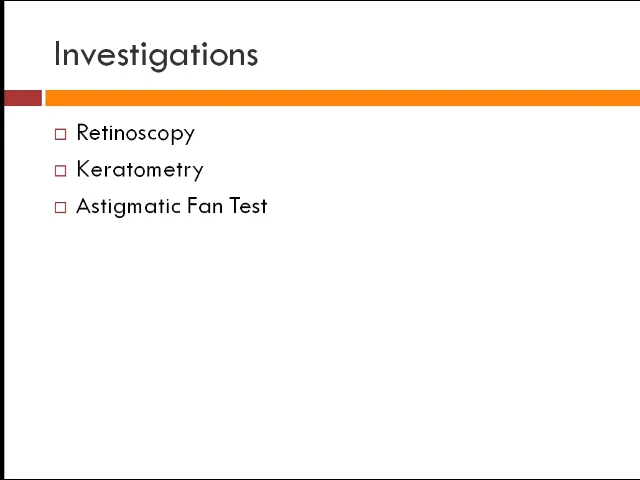 Investigations
Retinoscopy
Keratometry
Astigmatic Fan Test